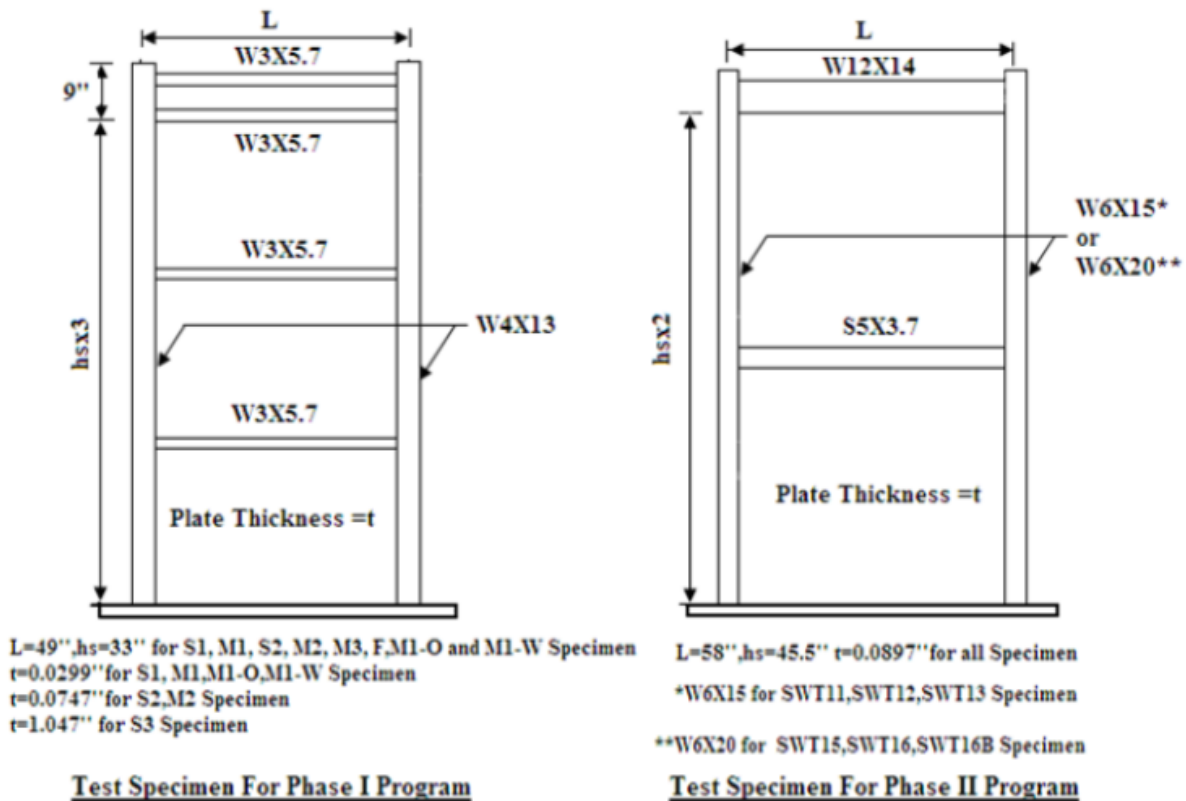 L
W3X5.7
9''
W3X5.7
W3X5.7
hsx3
W4X13
W3X5.7
Plate Thickness =t
L=49'',hs=33'' for S1, M1, S2, M2, M3, F,M1-O and M1-W Specimen
t=0.0299''for S1, M1,M1-O,M1-W Specimen
t=0.0747''for S2,M2 Specimen
t=1.047'' for S3 Specimen
Test Specimen For Phase I Program
L
W12X14
W6X15*
or
W6X20**
hsx2
S5X3.7
Plate Thickness =t
L=58'',hs=45.5'' t=0.0897''for all Specimen
*W6X15 for SWT11,SWT12,SWT13 Specimen
**W6X20 for SWT15,SWT16,SWT16B Specimen
Test Specimen For Phase II Program